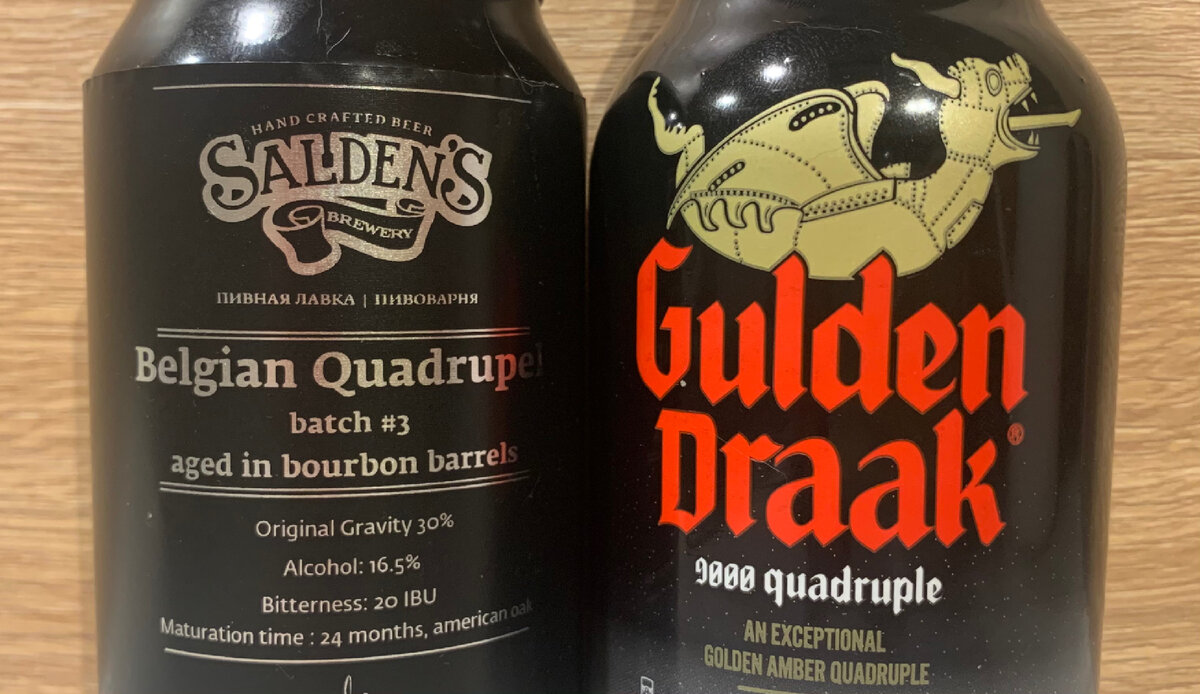 HAND CRAFTED BEER
SALDEN'S
BREWERY
ПИВНАЯ ЛАВКА | ПИВОВАРНЯ
Belgian Quadrupel
batch #3
aged in bourbon barrels
Original Gravity 30%
Alcohol: 16.5%
Bitterness: 20 IBU
Maturation time : 24 months, american oak
Gulden
Draak®
9000 quadruple
AN EXCEPTIONAL
GOLDEN AMBER QUADRUPLE